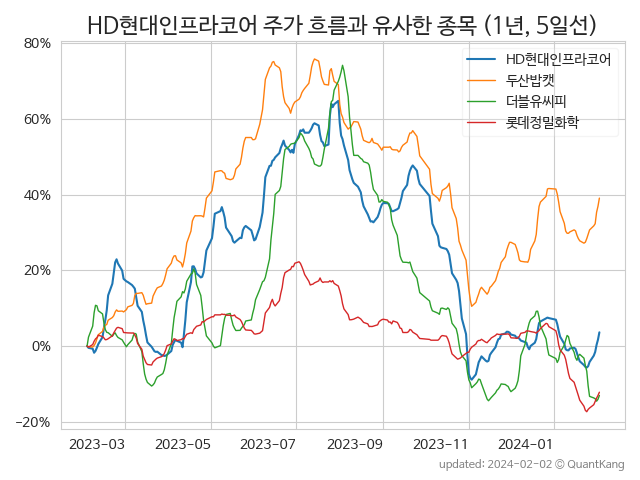 HD현대인프라코어 주가 흐름과 유사한 종목 (1년, 5일선)
80%
60%
40%
20%
0%
−20%
HD현대인프라코어
두산밥캣
더블유씨피
롯데정밀화학
2023-03 2023-05 2023-07 2023-09 2023-11 2024-01
updated: 2024-02-02 © QuantKang